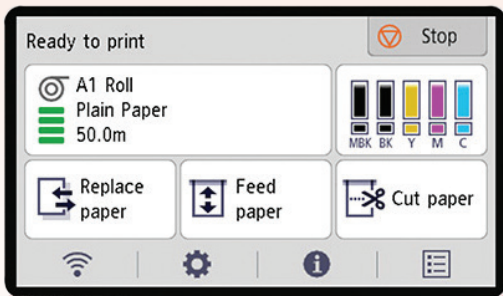 Ready to print
Stop
A1 Roll
Plain Paper
50.0m
MBK BK Y M C
Replace
paper
Feed
paper
Cut paper